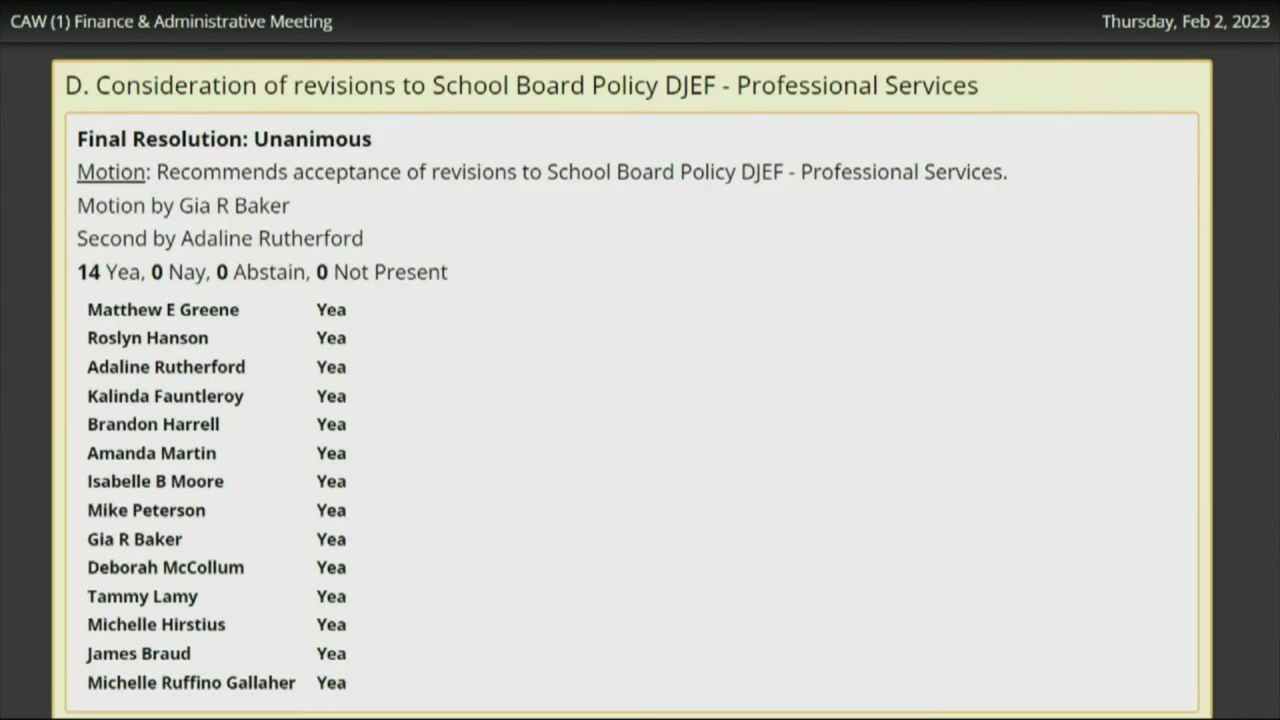 CAW (1) Finance & Administrative Meeting Thursday, Feb 2, 2023
D. Consideration of revisions to School Board Policy DJEF - Professional Services
Final Resolution: Unanimous
Motion: Recommends acceptance of revisions to School Board Policy DJEF - Professional Services.
Motion by Gia R Baker
Second by Adaline Rutherford
14 Yea, 0 Nay, 0 Abstain, 0 Not Present
Matthew E Greene Yea
Roslyn Hanson Yea
Adaline Rutherford Yea
Kalinda Fauntleroy Yea
Brandon Harrell Yea
Amanda Martin Yea
Isabelle B Moore Yea
Mike Peterson Yea
Gia R Baker Yea
Deborah McCollum Yea
Tammy Lamy Yea
Michelle Hirstius Yea
James Braud Yea
Michelle Ruffino Gallaher Yea